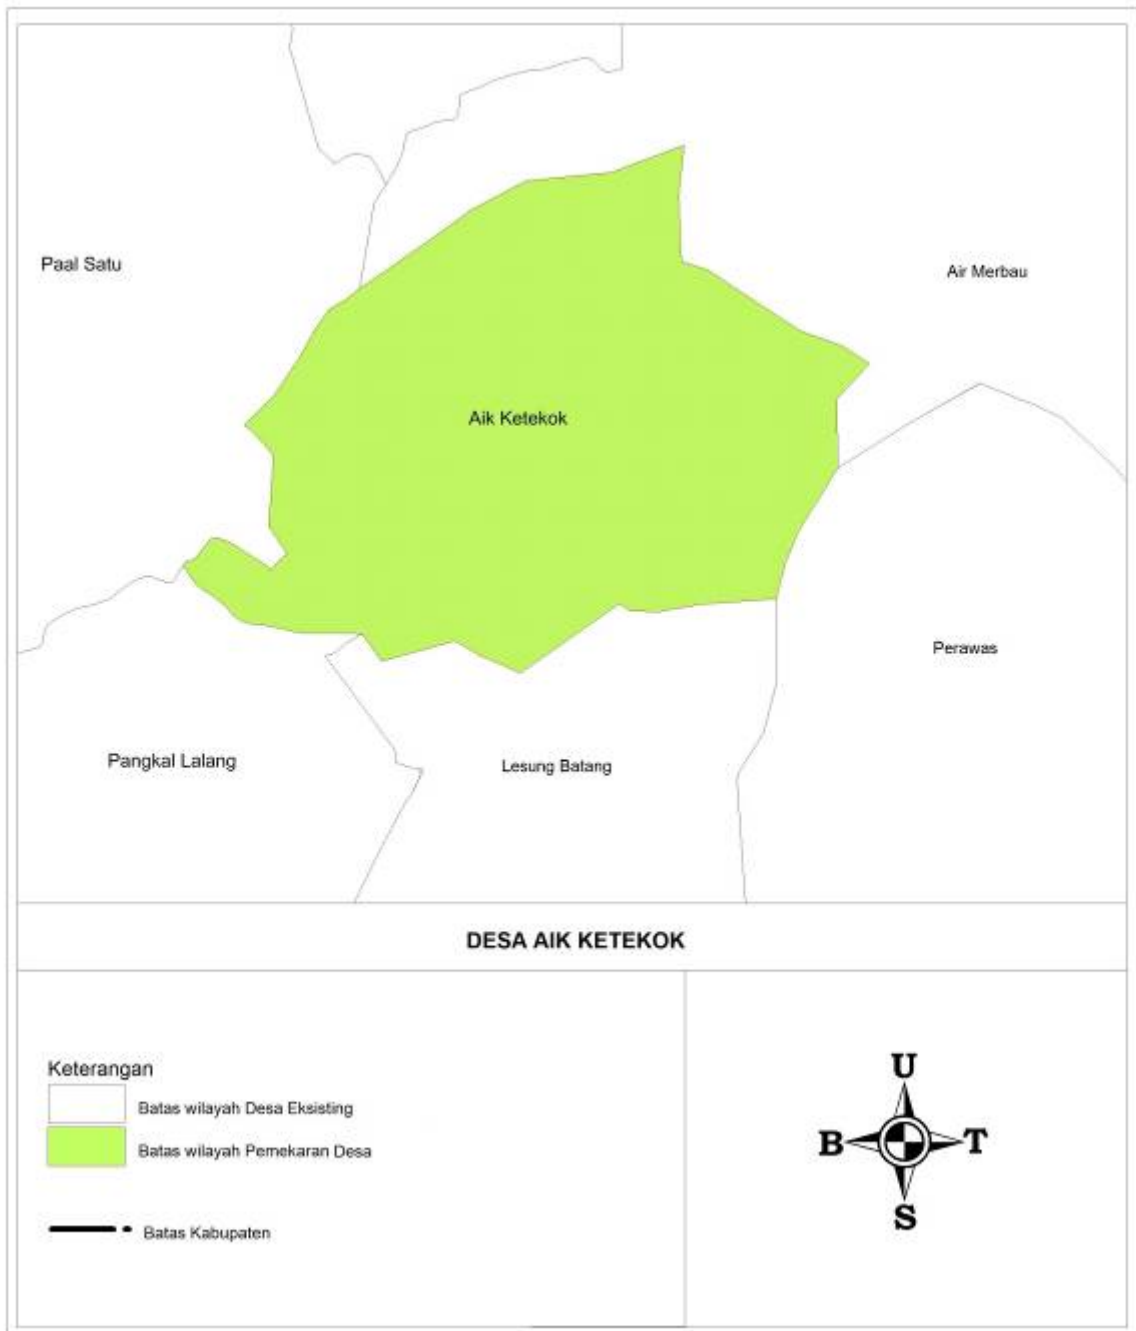 Paal Satu
Air Merbau
Aik Ketekok
Perawas
Pangkal Lalang
Lesung Batang
DESA AIK KETEKOK
Keterangan
Batas wilayah Desa Eksisting
Batas wilayah Pemekaran Desa
Batas Kabupaten
U
B
T
S